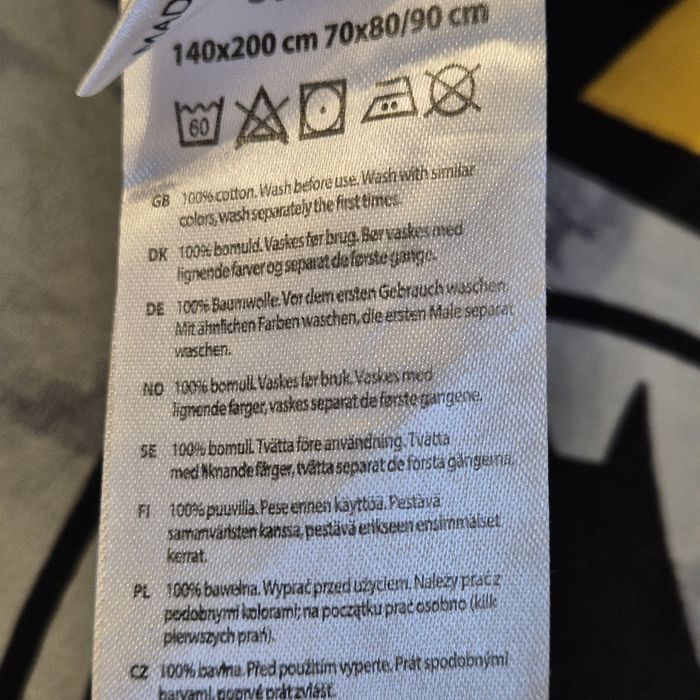 MAD
140x200 cm 70x80/90 cm
60
GB 100% cotton. Wash before use. Wash with similar
colors, wash separately the first times.
DK 100% bomuld. Vaskes før brug. Bør vaskes med
lignende farver og separat de første gange.
DE 100% Baumwolle. Vor dem ersten Gebrauch waschen.
Mit ähnlichen Farben waschen, die ersten Male separat
waschen.
NO 100% bomull. Vaskes før bruk. Vaskes med
lignende farger, vaskes separat de første gangene.
SE 100% bomull. Tvätta före användning. Tvätta
med liknande färger, tvätta separat de första gångerna.
FI 100% puuvilla. Pese ennen käyttöä. Pestävä
samanväristen kanssa, pestävä erikseen ensimmäiset
kerrat.
PL 100% bawełna. Wyprać przed użyciem. Należy prac z
podobnymi kolorami; na początku prac osobno (kilk
pierwszych prań).
CZ 100% bavlna. Před použitím vyperte. Prát spodobnými
barvami, poprvé prát zvlášť.